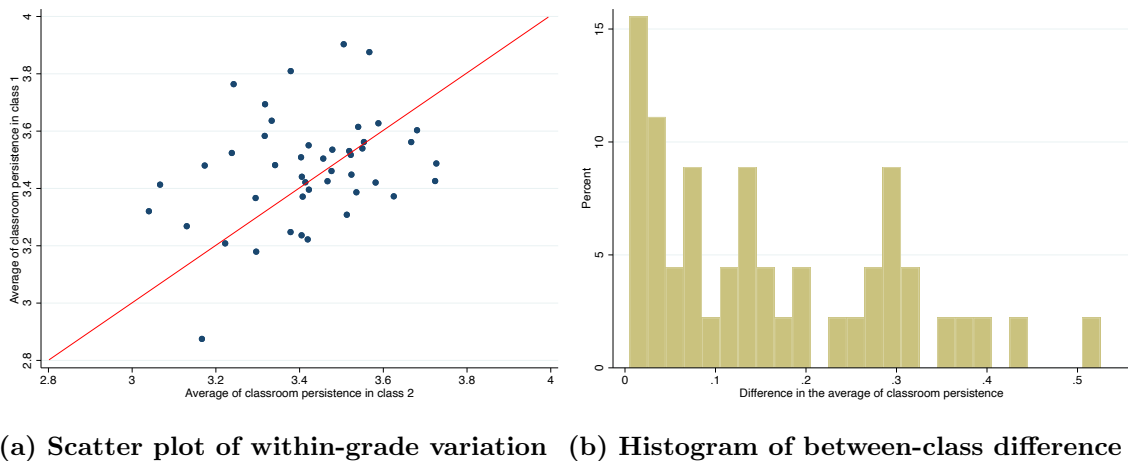 Average of classroom persistence in class 1
4
3.8
3.6
3.4
3.2
3
2.8
2.8 3 3.2 3.4 3.6 3.8 4
Average of classroom persistence in class 2
Percent
15
10
5
0
0 .1 .2 .3 .4 .5
Difference in the average of classroom persistence
(a) Scatter plot of within-grade variation
(b) Histogram of between-class difference